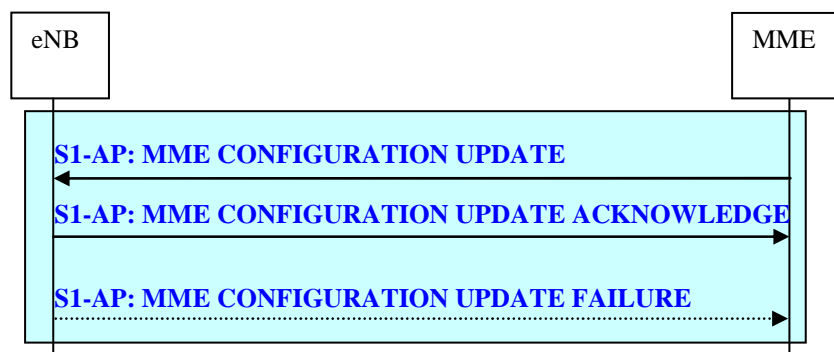 eNB
MME
S1-AP: MME CONFIGURATION UPDATE
S1-AP: MME CONFIGURATION UPDATE ACKNOWLEDGE
S1-AP: MME CONFIGURATION UPDATE FAILURE